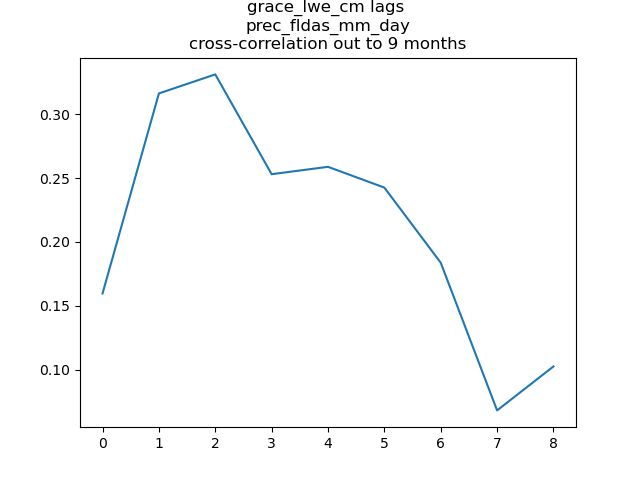 grace_lwe_cm lags
prec_fldas_mm_day
cross-correlation out to 9 months
0.30
0.25
0.20
0.15
0.10
0 1 2 3 4 5 6 7 8